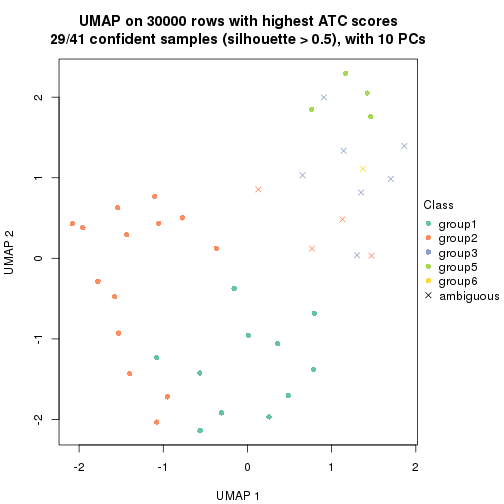 UMAP on 30000 rows with highest ATC scores
29/41 confident samples (silhouette > 0.5), with 10 PCs
2
1
0
-1
-2
UMAP 2
-2
-1
0
1
2
UMAP 1
Class
group1
group2
group3
group5
group6
ambiguous